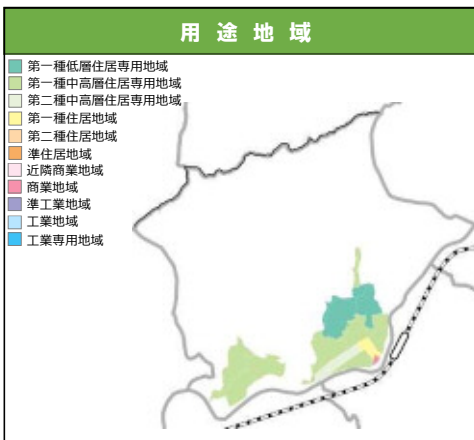 用途地域
第一種低層住居専用地域
第一種中高層住居専用地域
第二種中高層住居専用地域
第一種住居地域
第二種住居地域
準住居地域
近隣商業地域
商業地域
準工業地域
工業地域
工業専用地域